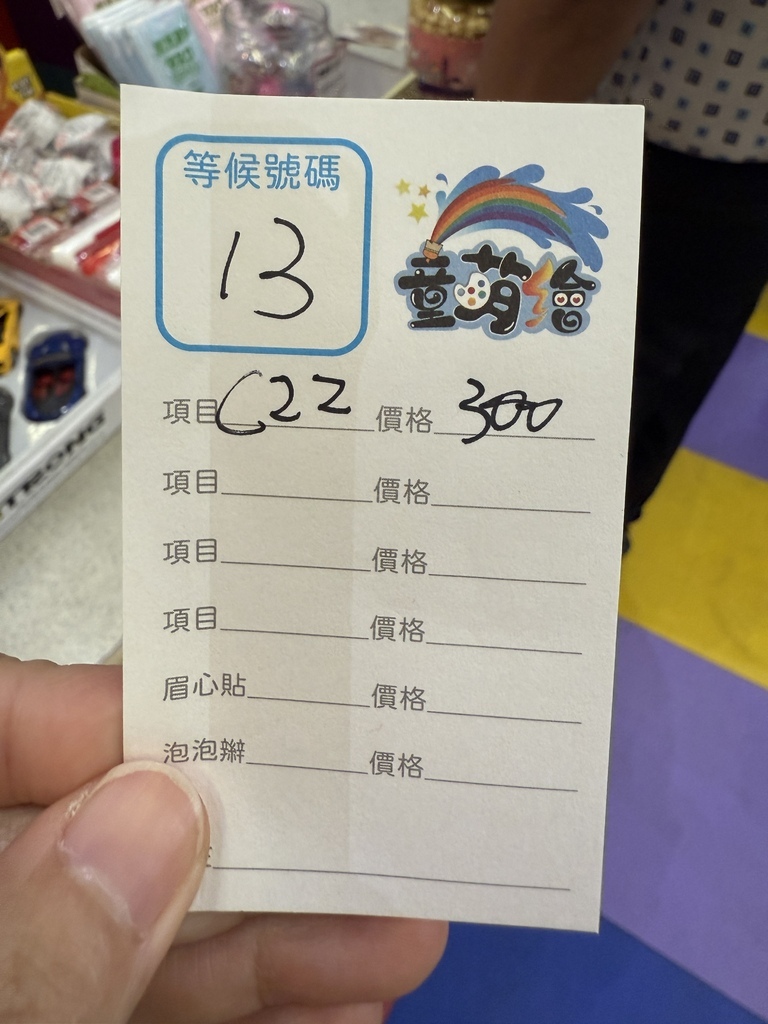 等候號碼
13
童萌繪
項目 C22 價格 300
項目 價格
項目 價格
項目 價格
眉心貼 價格
泡泡辮 價格
STRONG